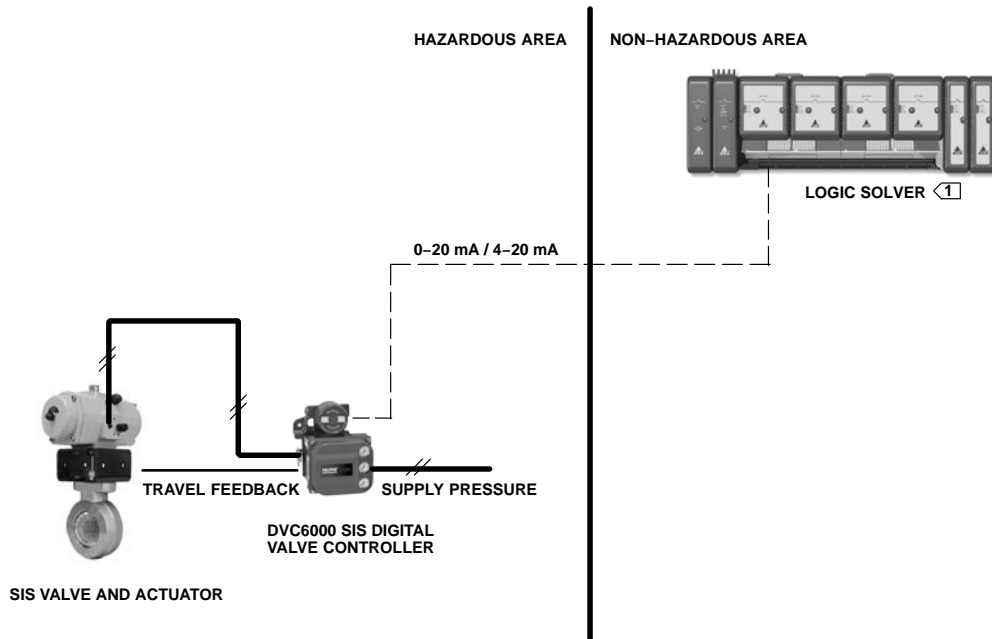 HAZARDOUS AREA
NON−HAZARDOUS AREA
LOGIC SOLVER 1
0−20 mA / 4−20 mA
TRAVEL FEEDBACK
SUPPLY PRESSURE
DVC6000 SIS DIGITAL
VALVE CONTROLLER
SIS VALVE AND ACTUATOR